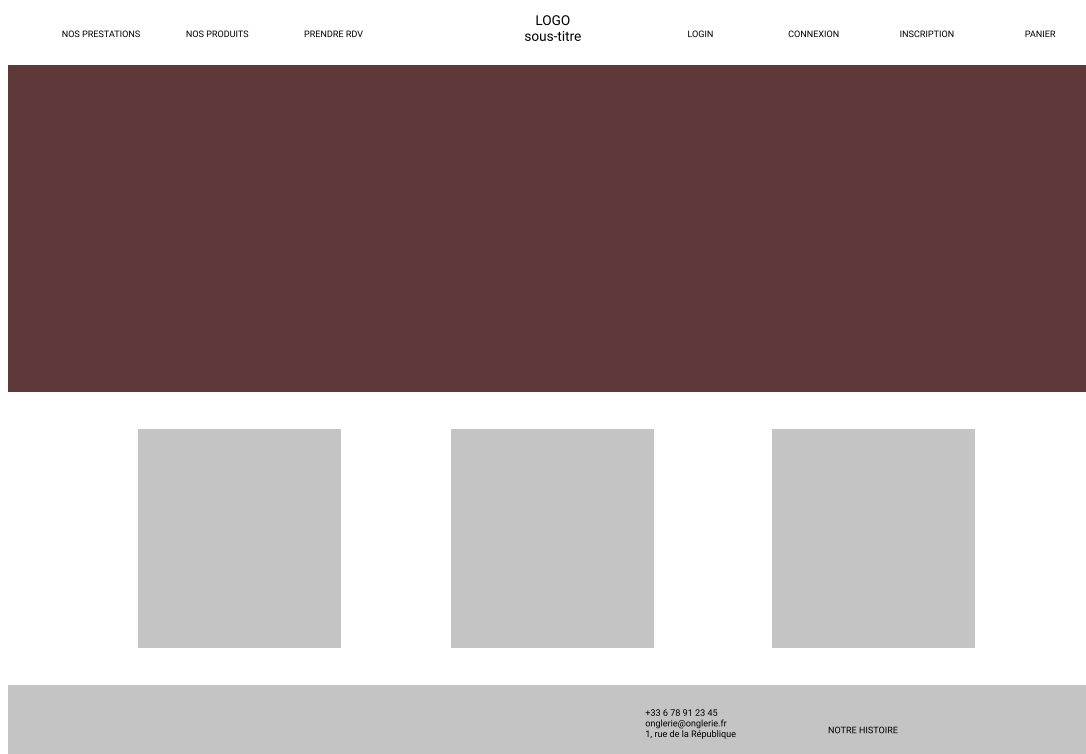 LOGO
sous-titre
NOS PRESTATIONS
NOS PRODUITS
PRENDRE RDV
LOGIN
CONNEXION
INSCRIPTION
PANIER
+33 6 78 91 23 45
onglerie@onglerie.fr
1, rue de la République
NOTRE HISTOIRE